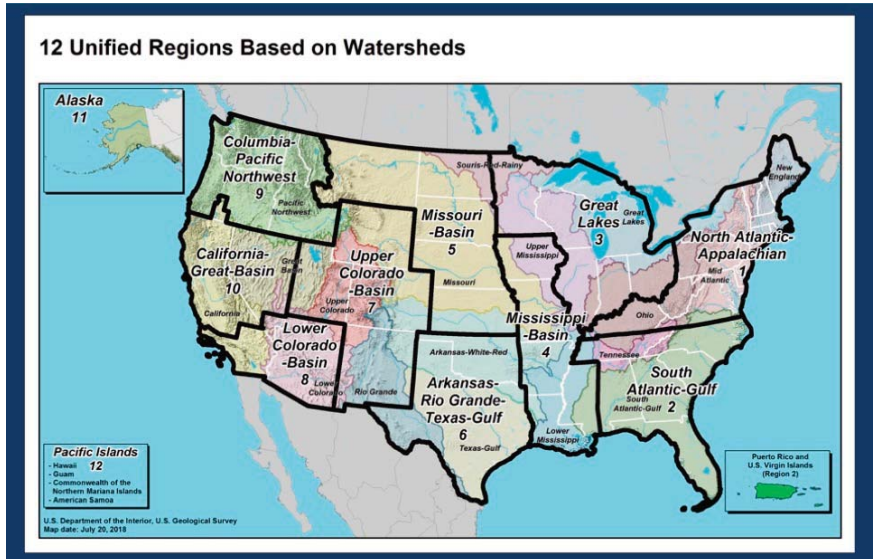 12 Unified Regions Based on Watersheds
Alaska
11
Columbia-
Pacific
Northwest
9
Pacific
Northwest
Souris-Red-Rainy
Missouri
-Basin
5
Missouri
Great
Lakes
3
Great
Lakes
New
England
North Atlantic-
Appalachian
1
Mid
Atlantic
California-
Great-Basin
10
Great
Basin
California
Upper
Colorado
-Basin
7
Upper
Colorado
Upper
Mississippi
Mississippi
-Basin
4
Ohio
Tennessee
Lower
Colorado
-Basin
8
Lower
Colorado
Rio Grande
Arkansas-White-Red
Arkansas-
Rio Grande-
Texas-Gulf
6
Texas-Gulf
Lower
Mississippi
South
Atlantic-Gulf
2
South
Atlantic-Gulf
Pacific Islands
12
- Hawaii
- Guam
- Commonwealth of the
Northern Mariana Islands
- American Samoa
Puerto Rico and
U.S. Virgin Islands
(Region 2)
U.S. Department of the Interior, U.S. Geological Survey
Map date: July 20, 2018